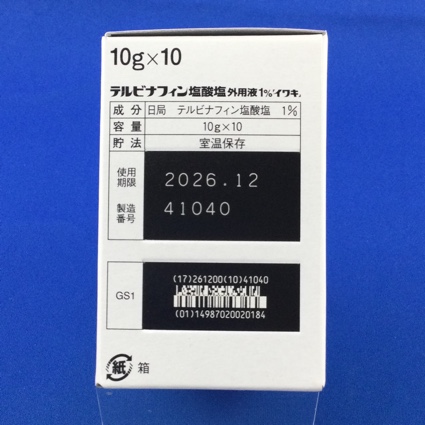 10g×10
テルビナフィン塩酸塩外用液1%「イワキ」
成分 日局 テルビナフィン塩酸塩 1%
容量 10g×10
貯法 室温保存
使用期限 2026.12
製造番号 41040
(17)261200(10)41040
GS1
(01)14987020020184
紙 箱